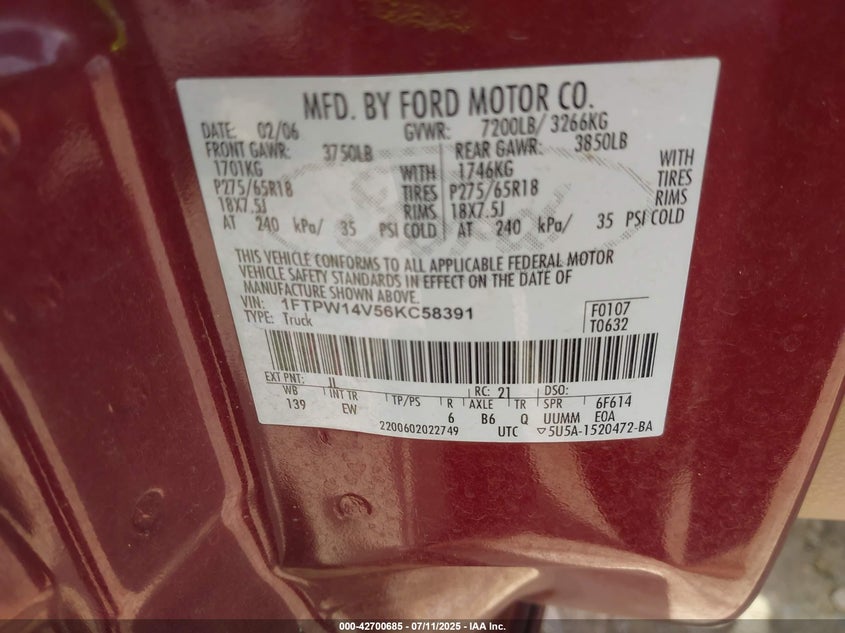 MFD. BY FORD MOTOR CO.
DATE: 02/06 GVWR: 7200LB/ 3266KG
FRONT GAWR: 3750LB REAR GAWR: 3850LB
1701KG WITH 1746KG WITH
P275/65R18 TIRES P275/65R18 TIRES
18X7.5J RIMS 18X7.5J RIMS
AT 240 kPa/ 35 PSI COLD AT 240 kPa/ 35 PSI COLD
THIS VEHICLE CONFORMS TO ALL APPLICABLE FEDERAL MOTOR
VEHICLE SAFETY STANDARDS IN EFFECT ON THE DATE OF
MANUFACTURE SHOWN ABOVE.
VIN: 1FTPW14V56KC58391 F0107
TYPE: Truck T0632
EXT PNT: JL RC: 21 DSO:
WB INT TR TP/PS R AXLE TR SPR 6F614
139 EW 6 B6 Q UUMM EOA
2200602022749 UTC ▽5U5A-1520472-BA
000-42700685 - 07/11/2025 - IAA Inc.